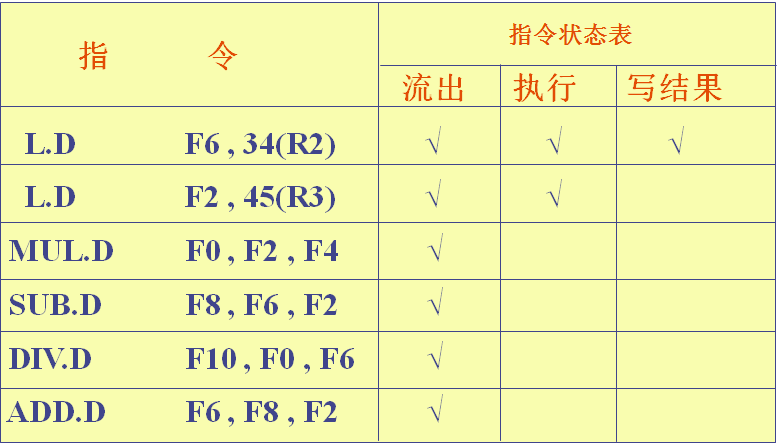 指令状态表
指 令
流出 执行 写结果
L.D F6 , 34(R2) √ √ √
L.D F2 , 45(R3) √ √
MUL.D F0 , F2 , F4 √
SUB.D F8 , F6 , F2 √
DIV.D F10 , F0 , F6 √
ADD.D F6 , F8 , F2 √